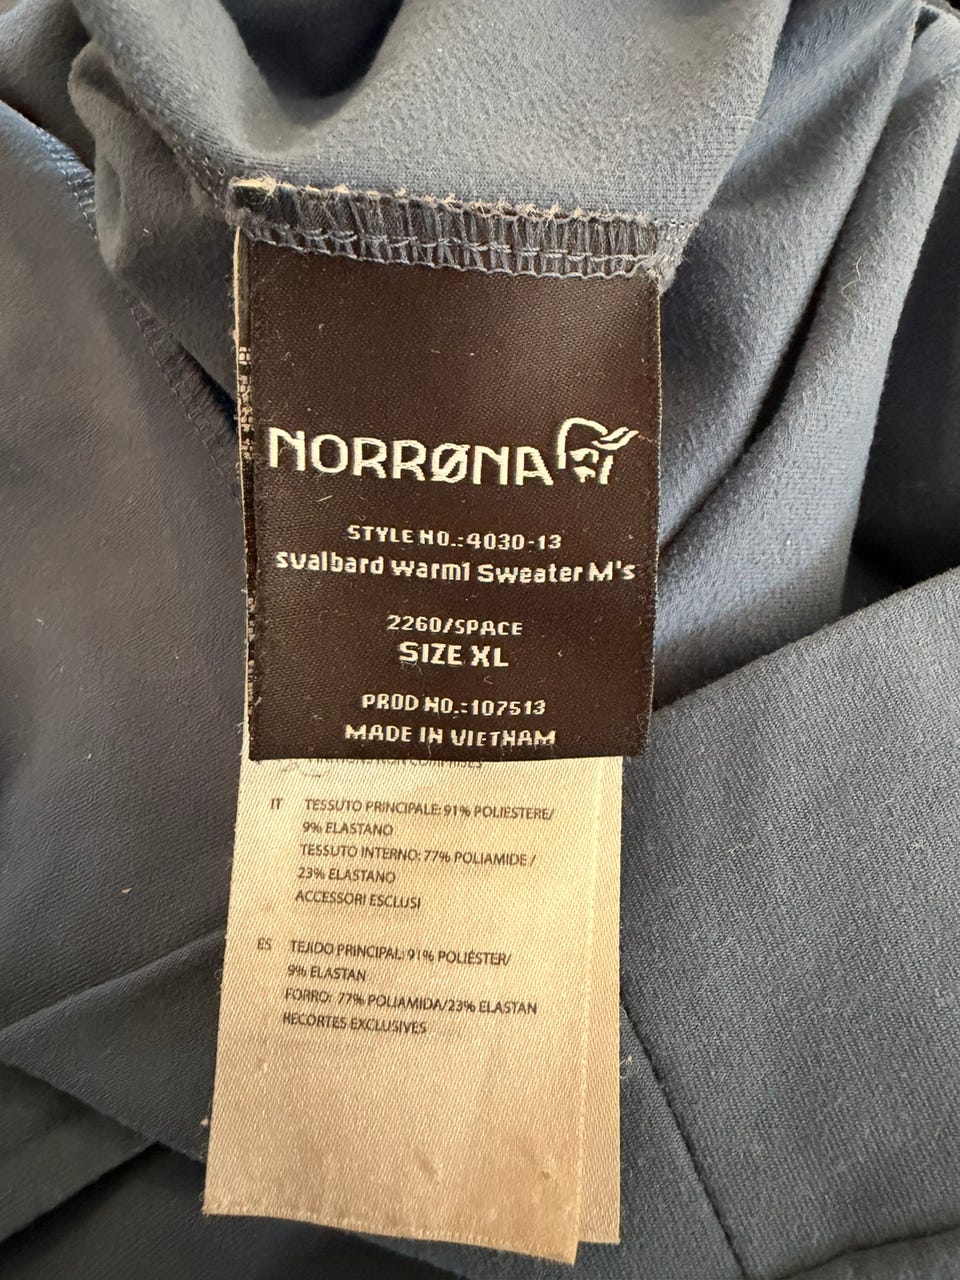 NORRØNA
STYLE NO.:4030-13
svalbard warm1 Sweater M's
2260/SPACE
SIZE XL
PROD NO.:107513
MADE IN VIETNAM
IT TESSUTO PRINCIPALE: 91% POLIESTERE/
9% ELASTANO
TESSUTO INTERNO: 77% POLIAMIDE /
23% ELASTANO
ACCESSORI ESCLUSI
ES TEJIDO PRINCIPAL: 91% POLIÉSTER/
9% ELASTAN
FORRO: 77% POLIAMIDA/23% ELASTAN
RECORTES EXCLUSIVES